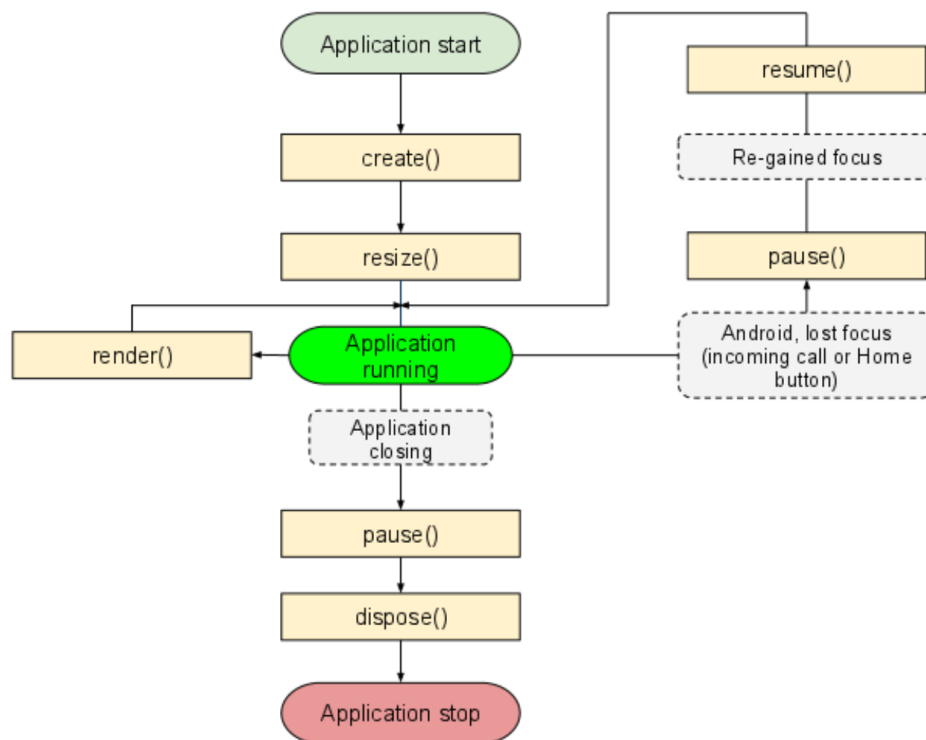 Application start
create()
resize()
render()
Application
running
Application
closing
pause()
dispose()
Application stop
resume()
Re-gained focus
pause()
Android, lost focus
(incoming call or Home
button)